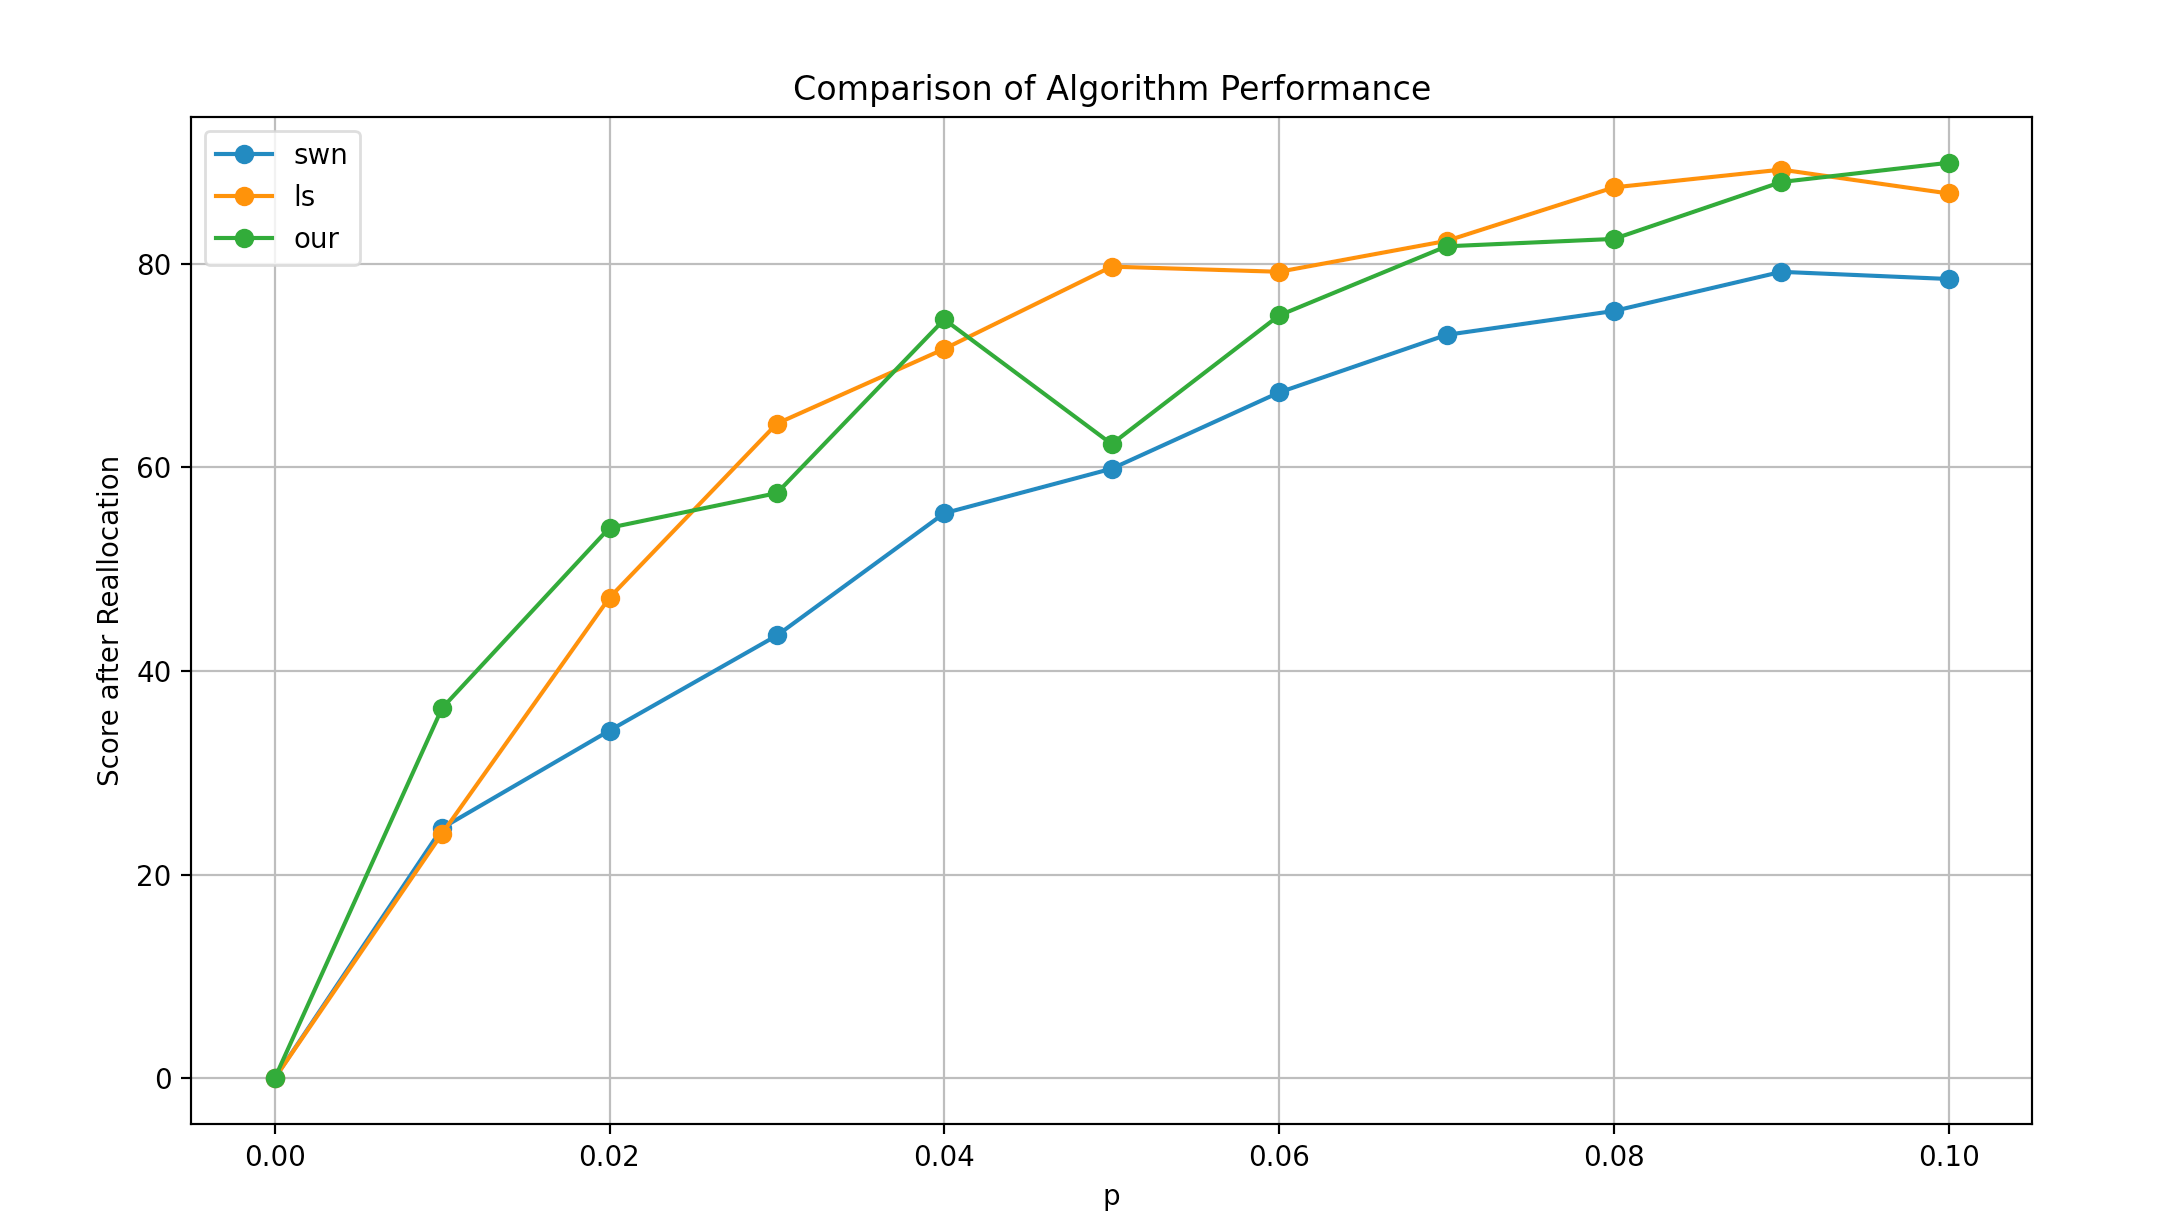 Comparison of Algorithm Performance
swn
ls
our
80
60
40
20
0
Score after Reallocation
0.00 0.02 0.04 0.06 0.08 0.10
p